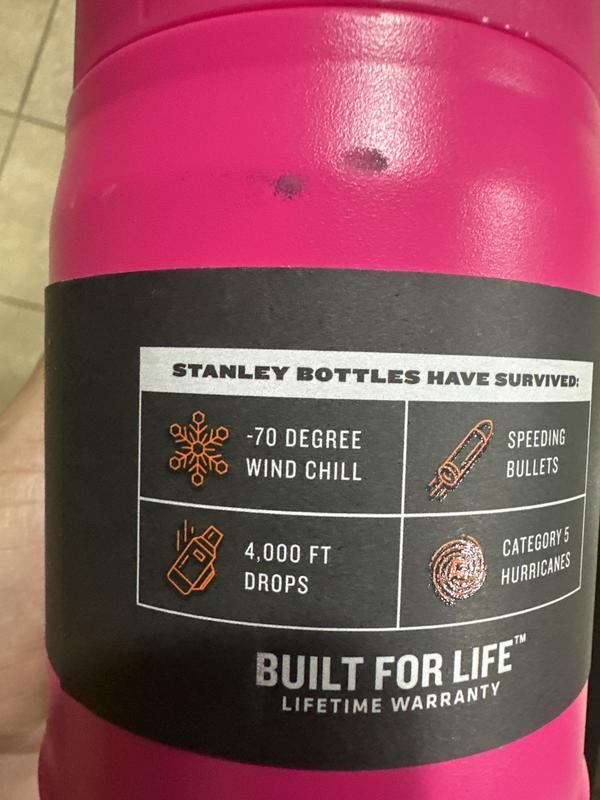 STANLEY BOTTLES HAVE SURVIVED:
-70 DEGREE
WIND CHILL
SPEEDING
BULLETS
4,000 FT
DROPS
CATEGORY 5
HURRICANES
BUILT FOR LIFE™
LIFETIME WARRANTY